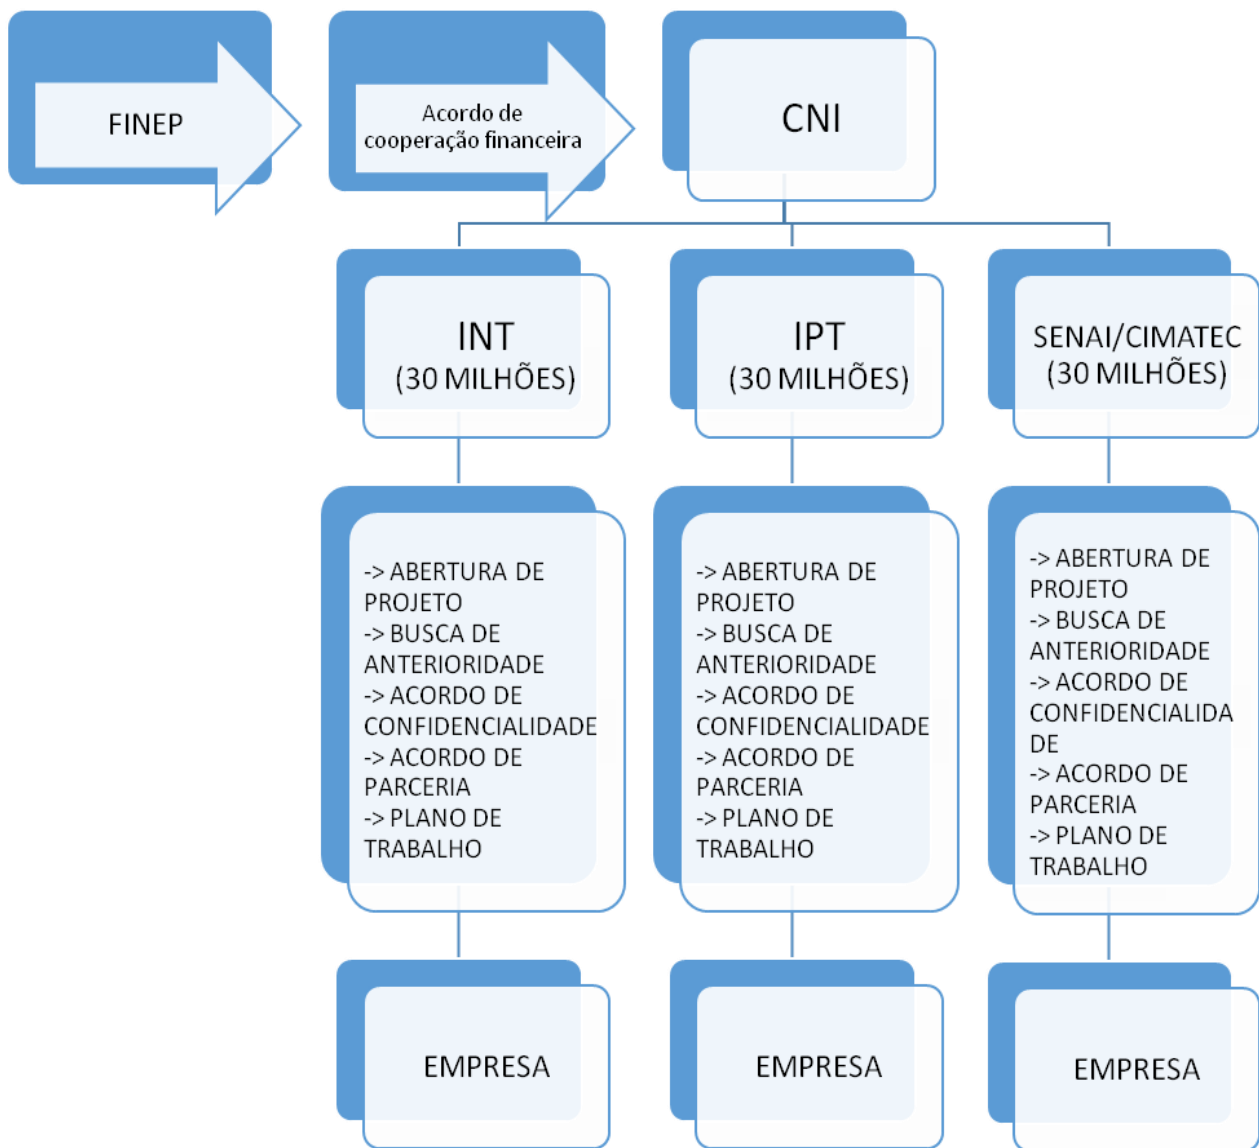 FINEP
Acordo de
cooperação financeira
CNI
INT
(30 MILHÕES)
IPT
(30 MILHÕES)
SENAI/CIMATEC
(30 MILHÕES)
-> ABERTURA DE
PROJETO
-> BUSCA DE
ANTERIORIDADE
-> ACORDO DE
CONFIDENCIALIDADE
-> ACORDO DE
PARCERIA
-> PLANO DE
TRABALHO
-> ABERTURA DE
PROJETO
-> BUSCA DE
ANTERIORIDADE
-> ACORDO DE
CONFIDENCIALIDADE
-> ACORDO DE
PARCERIA
-> PLANO DE
TRABALHO
-> ABERTURA DE
PROJETO
-> BUSCA DE
ANTERIORIDADE
-> ACORDO DE
CONFIDENCIALIDA
DE
-> ACORDO DE
PARCERIA
-> PLANO DE
TRABALHO
EMPRESA
EMPRESA
EMPRESA